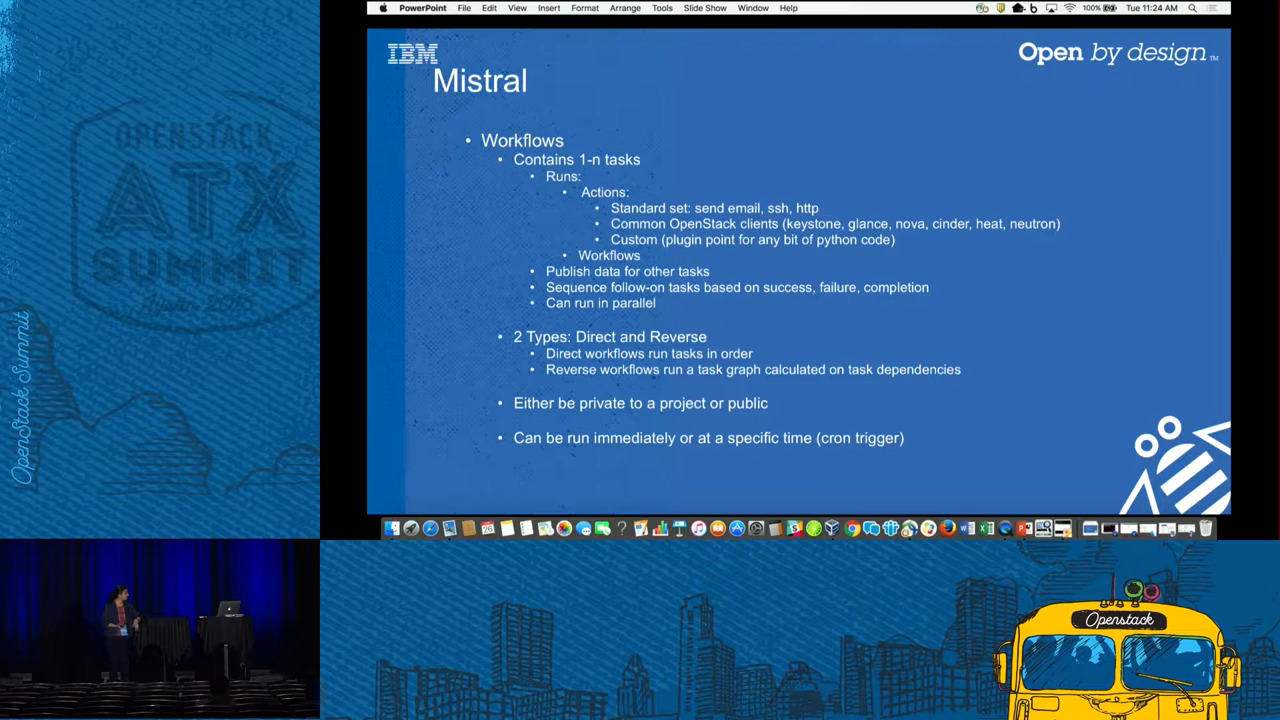 PowerPoint File Edit View Insert Format Arrange Tools Slide Show Window Help 100% Tue 11:24 AM
IBM
Open by design™
Mistral
• Workflows
• Contains 1-n tasks
• Runs:
• Actions:
• Standard set: send email, ssh, http
• Common OpenStack clients (keystone, glance, nova, cinder, heat, neutron)
• Custom (plugin point for any bit of python code)
• Workflows
• Publish data for other tasks
• Sequence follow-on tasks based on success, failure, completion
• Can run in parallel
• 2 Types: Direct and Reverse
• Direct workflows run tasks in order
• Reverse workflows run a task graph calculated on task dependencies
• Either be private to a project or public
• Can be run immediately or at a specific time (cron trigger)
OPENSTACK
ATX
SUMMIT
OpenStack Summit
Openstack